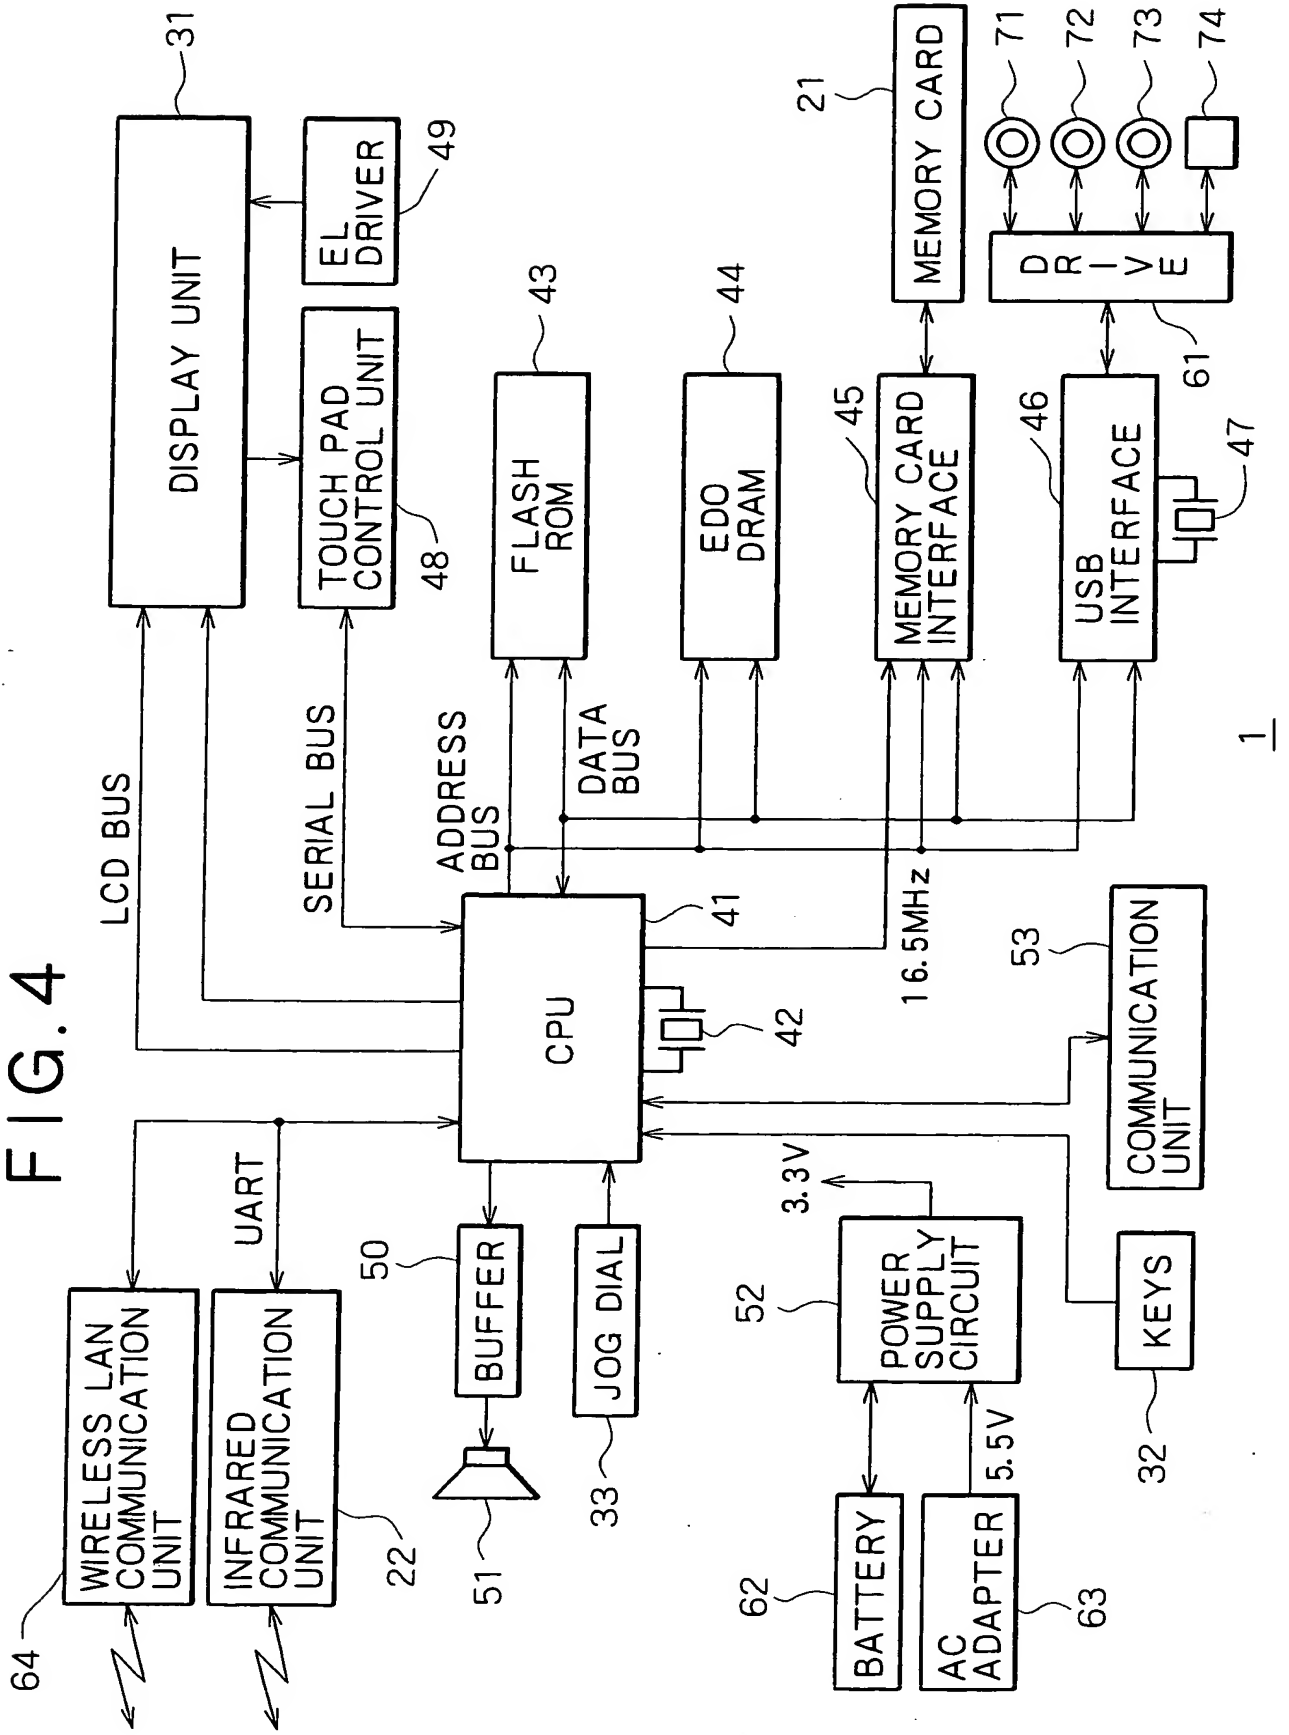 FIG.4
64
WIRELESS LAN
COMMUNICATION
UNIT
INFRARED
COMMUNICATION
UNIT
22
UART
LCD BUS
SERIAL BUS
DISPLAY UNIT
31
TOUCH PAD
CONTROL UNIT
48
EL
DRIVER
49
50
BUFFER
51
JOG DIAL
33
CPU
41
42
ADDRESS
BUS
DATA
BUS
FLASH
ROM
43
EDO
DRAM
44
16.5MHz
MEMORY CARD
INTERFACE
45
MEMORY CARD
21
USB
INTERFACE
46
47
DRIVE
61
71
72
73
74
62
BATTERY
AC
ADAPTER
63
5.5V
52
POWER
SUPPLY
CIRCUIT
3.3V
32
KEYS
53
COMMUNICATION
UNIT
1